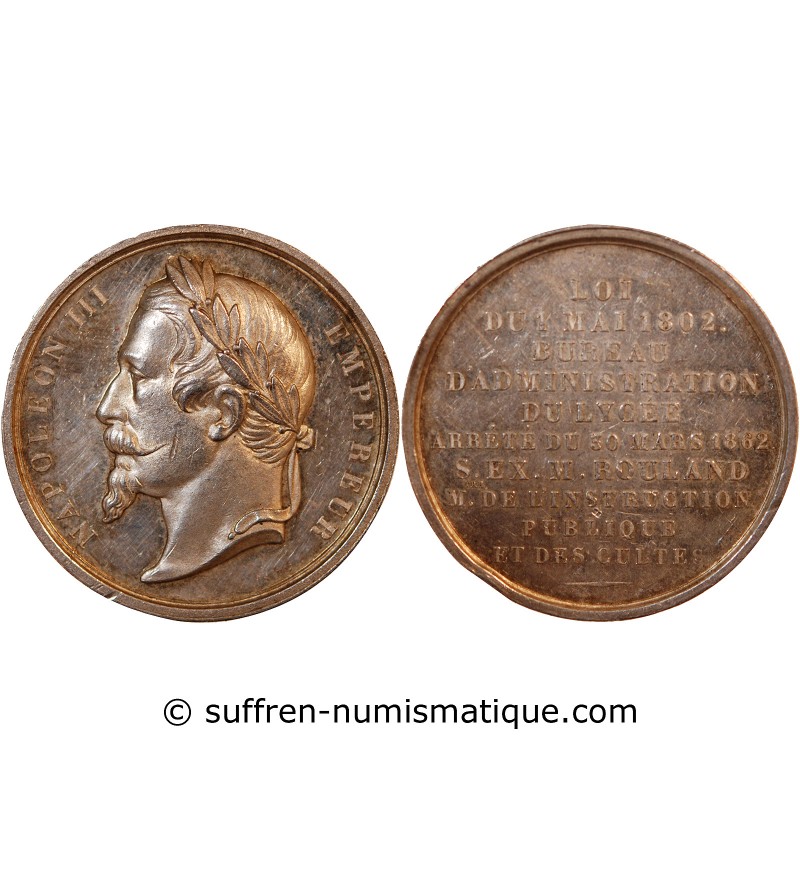 NAPOLEON III EMPEREUR
LOI
DU 1 MAI 1802.
BUREAU
D'ADMINISTRATION
DU LYCÉE
ARRÊTÉ DU 30 MARS 1862.
S. EX. M. ROULAND
M. DE L'INSTRUCTION
PUBLIQUE
ET DES CULTES
© suffren-numismatique.com